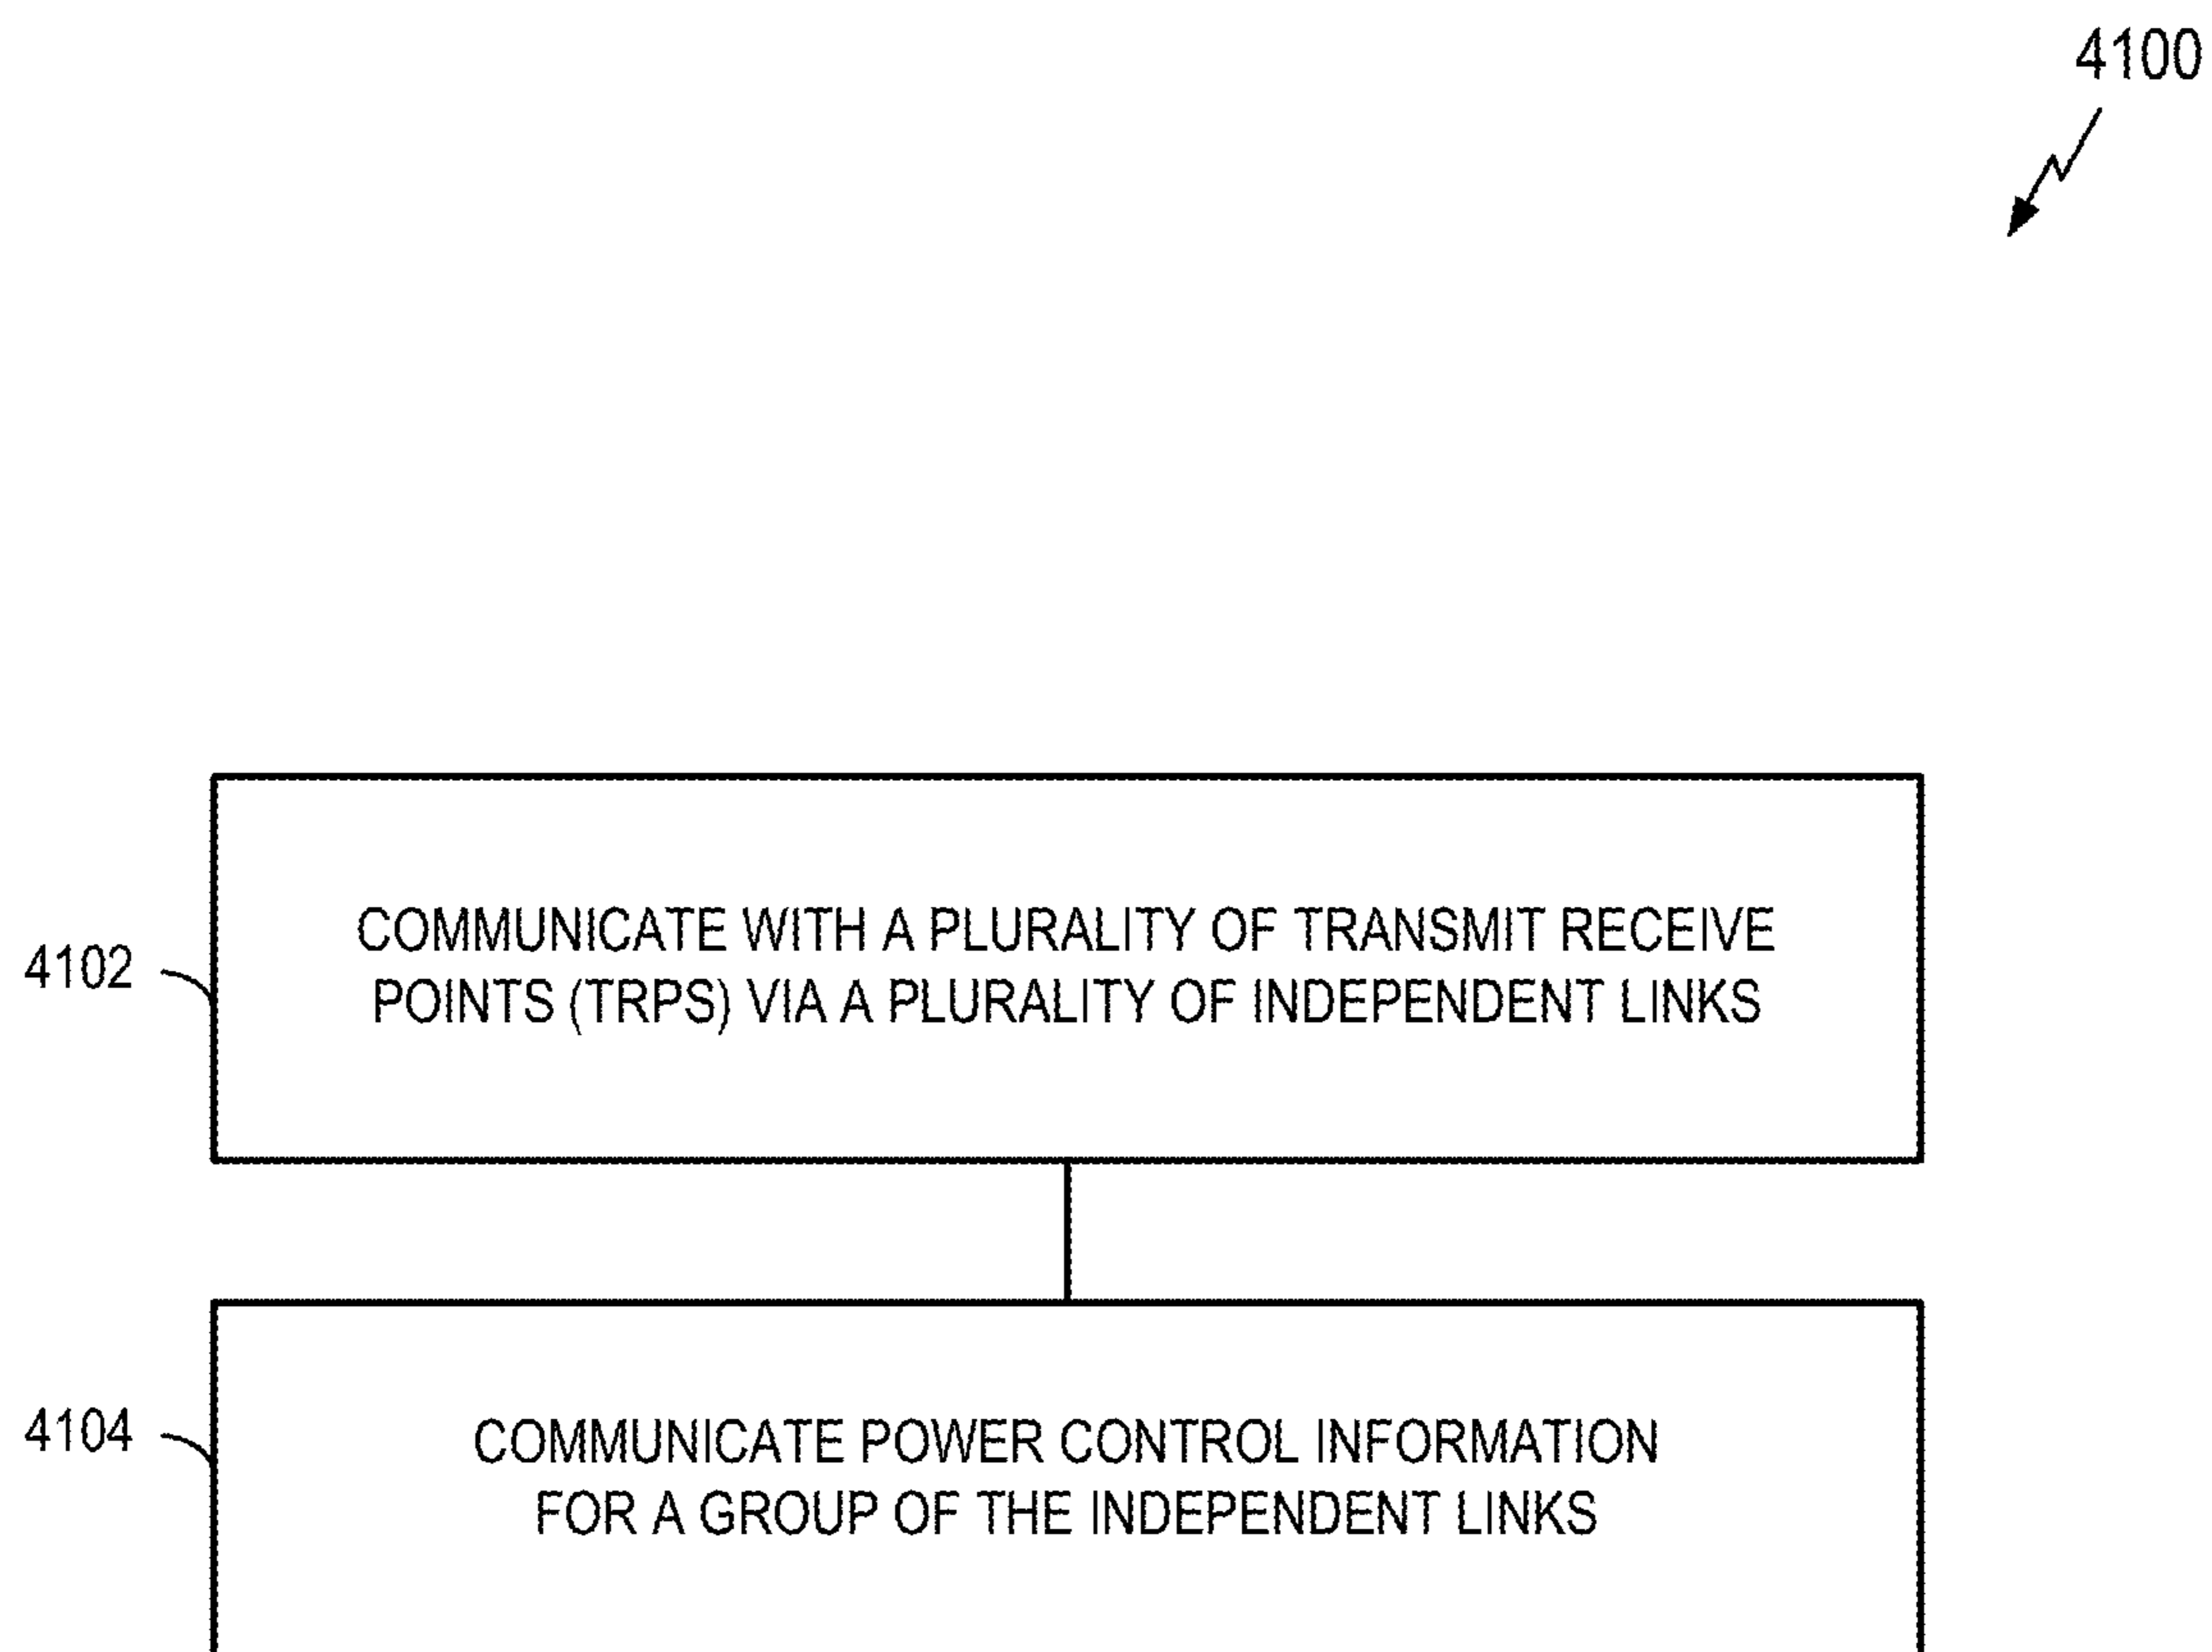 4100
COMMUNICATE WITH A PLURALITY OF TRANSMIT RECEIVE
POINTS (TRPS) VIA A PLURALITY OF INDEPENDENT LINKS
4102
COMMUNICATE POWER CONTROL INFORMATION
FOR A GROUP OF THE INDEPENDENT LINKS
4104